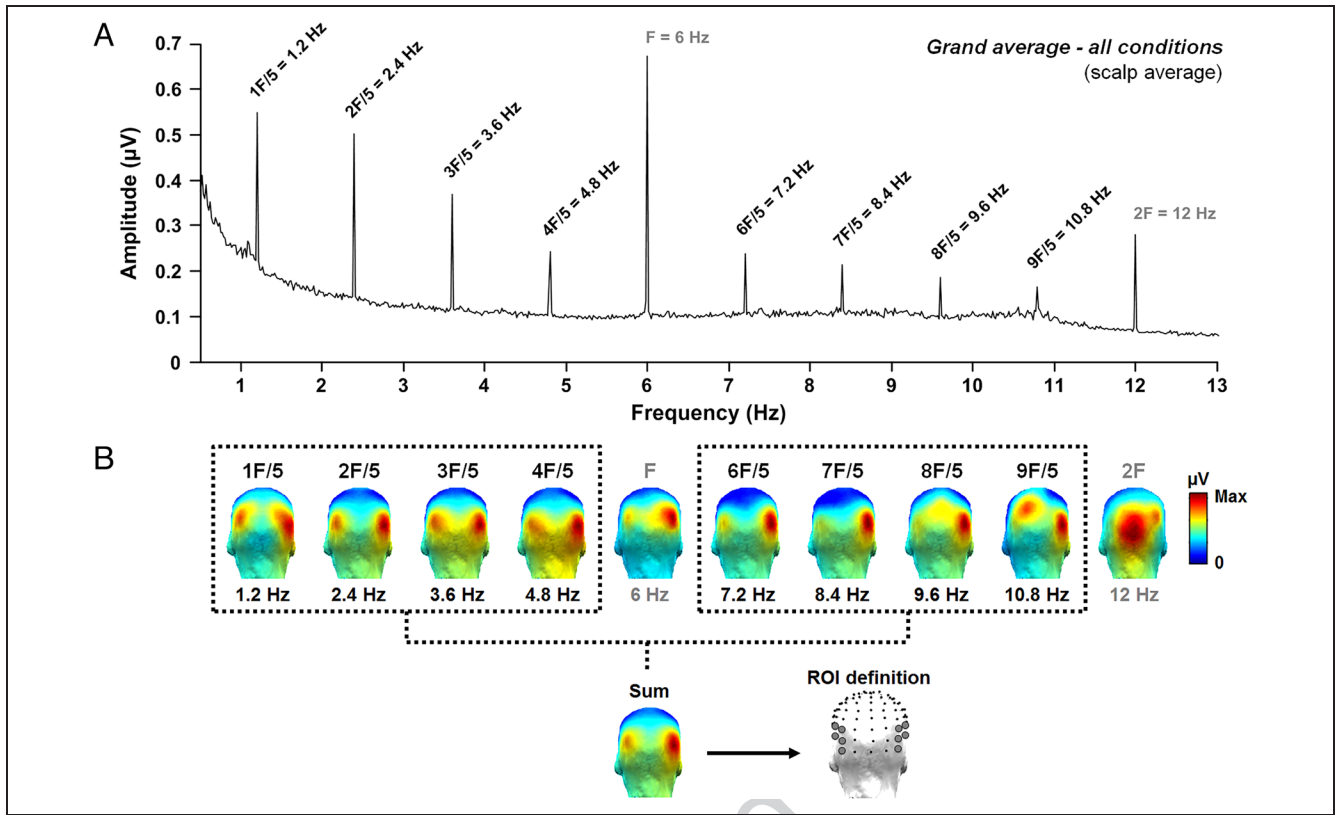 A
Grand average - all conditions
(scalp average)
Amplitude (µV)
0.7
0.6
0.5
0.4
0.3
0.2
0.1
0
1F/5 = 1.2 Hz
2F/5 = 2.4 Hz
3F/5 = 3.6 Hz
4F/5 = 4.8 Hz
F = 6 Hz
6F/5 = 7.2 Hz
7F/5 = 8.4 Hz
8F/5 = 9.6 Hz
9F/5 = 10.8 Hz
2F = 12 Hz
1 2 3 4 5 6 7 8 9 10 11 12 13
Frequency (Hz)
B
1F/5 2F/5 3F/5 4F/5 F 6F/5 7F/5 8F/5 9F/5 2F
µV
Max
0
1.2 Hz 2.4 Hz 3.6 Hz 4.8 Hz 6 Hz 7.2 Hz 8.4 Hz 9.6 Hz 10.8 Hz 12 Hz
Sum
ROI definition